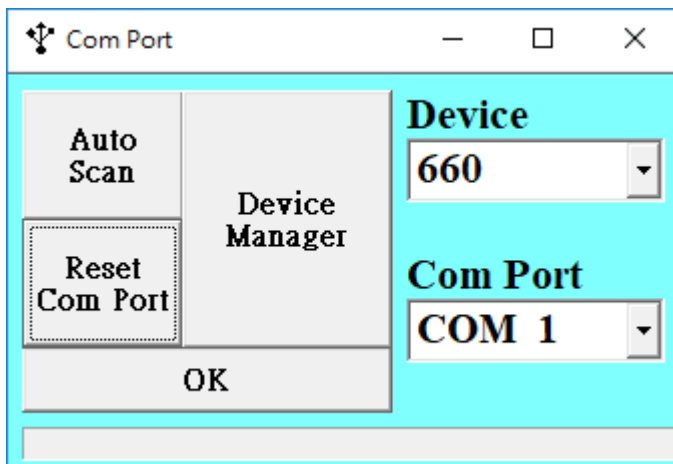 Com Port
Auto
Scan
Device
Manager
Reset
Com Port
OK
Device
660
Com Port
COM 1